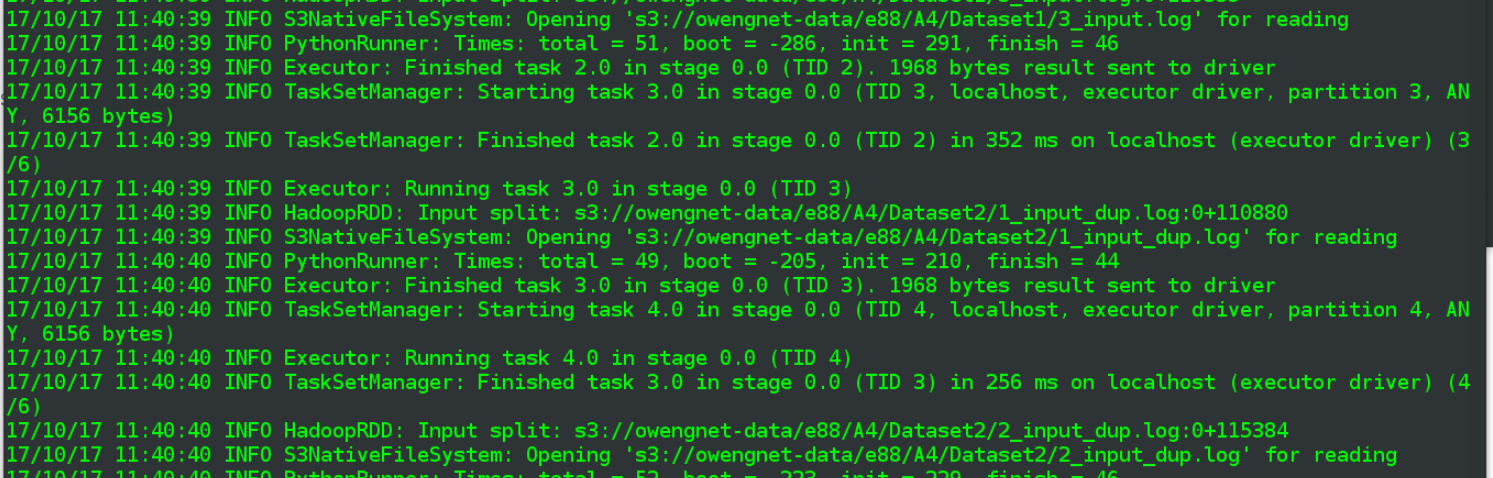 17/10/17 11:40:39 INFO S3NativeFileSystem: Opening 's3://owengnet-data/e88/A4/Dataset1/3_input.log' for reading
17/10/17 11:40:39 INFO PythonRunner: Times: total = 51, boot = -286, init = 291, finish = 46
17/10/17 11:40:39 INFO Executor: Finished task 2.0 in stage 0.0 (TID 2). 1968 bytes result sent to driver
17/10/17 11:40:39 INFO TaskSetManager: Starting task 3.0 in stage 0.0 (TID 3, localhost, executor driver, partition 3, AN
Y, 6156 bytes)
17/10/17 11:40:39 INFO TaskSetManager: Finished task 2.0 in stage 0.0 (TID 2) in 352 ms on localhost (executor driver) (3
/6)
17/10/17 11:40:39 INFO Executor: Running task 3.0 in stage 0.0 (TID 3)
17/10/17 11:40:39 INFO HadoopRDD: Input split: s3://owengnet-data/e88/A4/Dataset2/1_input_dup.log:0+110880
17/10/17 11:40:39 INFO S3NativeFileSystem: Opening 's3://owengnet-data/e88/A4/Dataset2/1_input_dup.log' for reading
17/10/17 11:40:40 INFO PythonRunner: Times: total = 49, boot = -205, init = 210, finish = 44
17/10/17 11:40:40 INFO Executor: Finished task 3.0 in stage 0.0 (TID 3). 1968 bytes result sent to driver
17/10/17 11:40:40 INFO TaskSetManager: Starting task 4.0 in stage 0.0 (TID 4, localhost, executor driver, partition 4, AN
Y, 6156 bytes)
17/10/17 11:40:40 INFO Executor: Running task 4.0 in stage 0.0 (TID 4)
17/10/17 11:40:40 INFO TaskSetManager: Finished task 3.0 in stage 0.0 (TID 3) in 256 ms on localhost (executor driver) (4
/6)
17/10/17 11:40:40 INFO HadoopRDD: Input split: s3://owengnet-data/e88/A4/Dataset2/2_input_dup.log:0+115384
17/10/17 11:40:40 INFO S3NativeFileSystem: Opening 's3://owengnet-data/e88/A4/Dataset2/2_input_dup.log' for reading
17/10/17 11:40:40 INFO PythonRunner: Times: total =